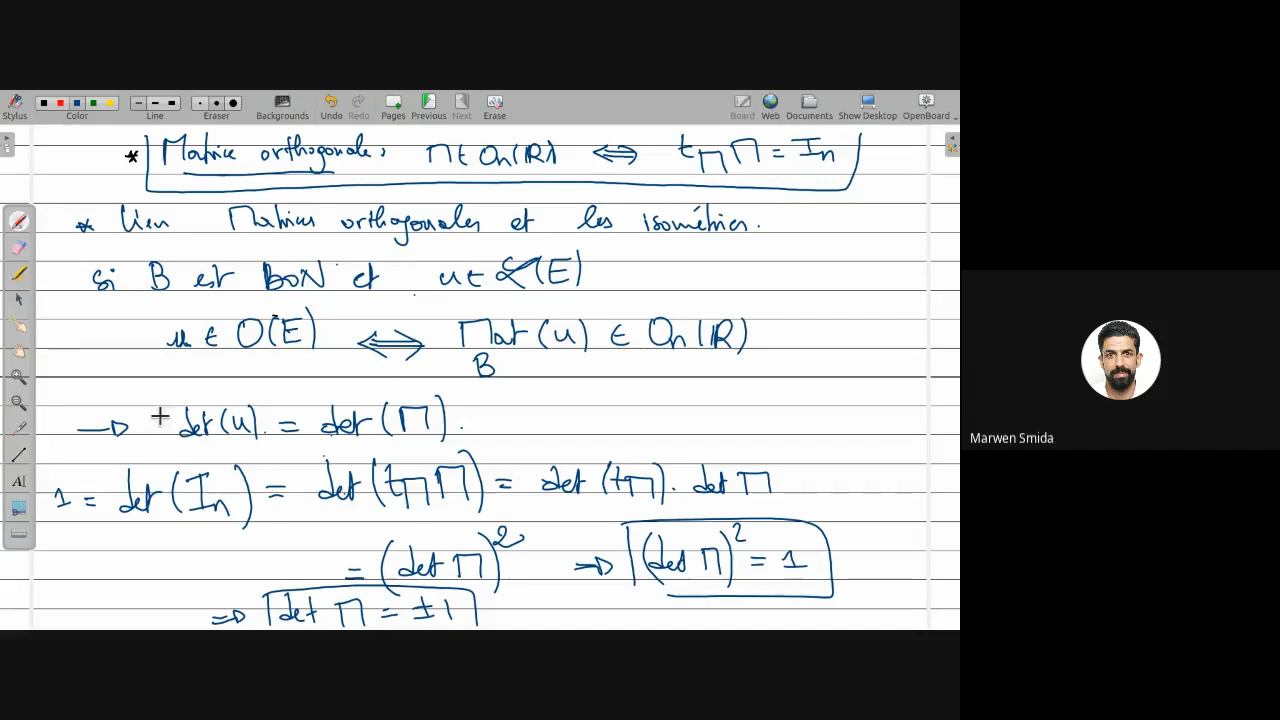 Stylus Color Line Eraser Backgrounds Undo Redo Pages Previous Next Erase Board Web Documents Show Desktop OpenBoard
* Matrice orthogonale, M ∈ On(ℝ) ⟺ tM M = In
* Lien Matrices orthogonales et les isométries.
si B est BON et u ∈ ℒ(E)
u ∈ O(E) ⟺ Mat_B (u) ∈ On(ℝ)
→ det(u) = det(M).
1 = det(In) = det(tM M) = det(tM). det M
= (det M)² ⇒ (det M)² = 1
⇒ det M = ±1
Marwen Smida